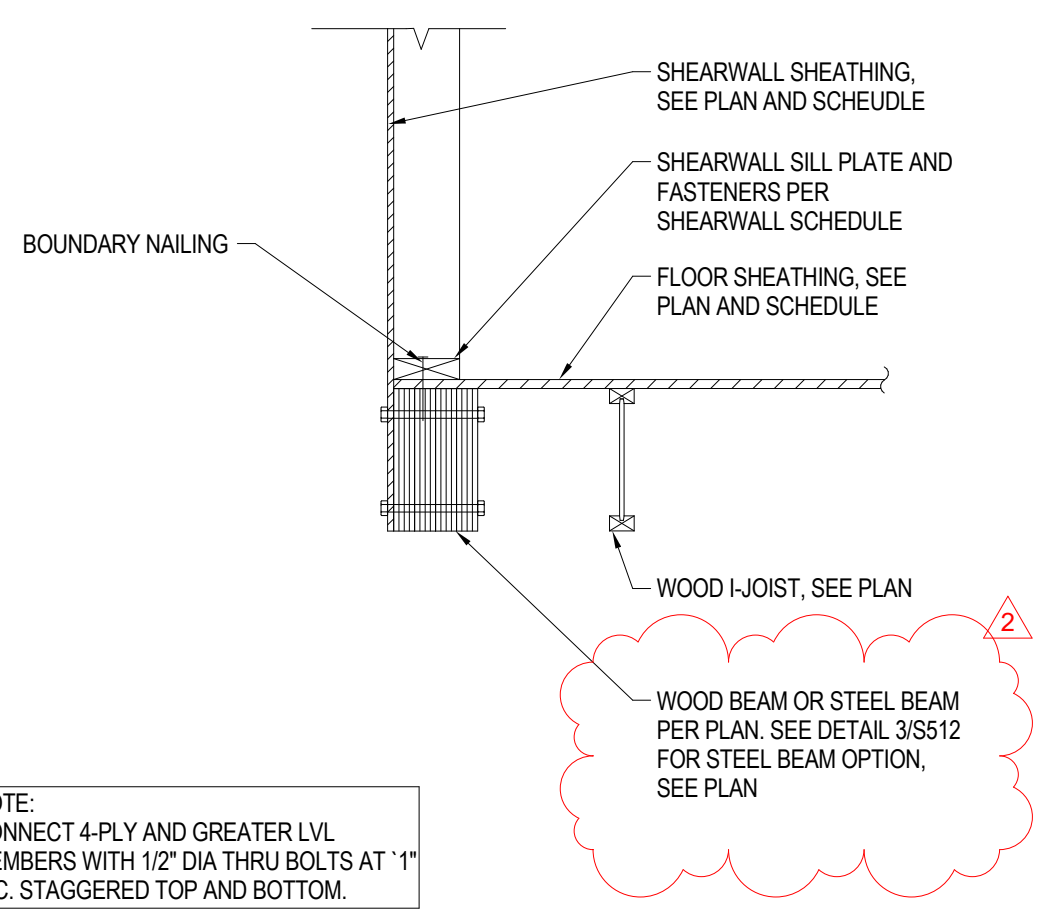 SHEARWALL SHEATHING,
SEE PLAN AND SCHEUDLE
SHEARWALL SILL PLATE AND
FASTENERS PER
SHEARWALL SCHEDULE
BOUNDARY NAILING
FLOOR SHEATHING, SEE
PLAN AND SCHEDULE
WOOD I-JOIST, SEE PLAN
2
WOOD BEAM OR STEEL BEAM
PER PLAN. SEE DETAIL 3/S512
FOR STEEL BEAM OPTION,
SEE PLAN
OTE:
ONNECT 4-PLY AND GREATER LVL
EMBERS WITH 1/2" DIA THRU BOLTS AT `1"
C. STAGGERED TOP AND BOTTOM.